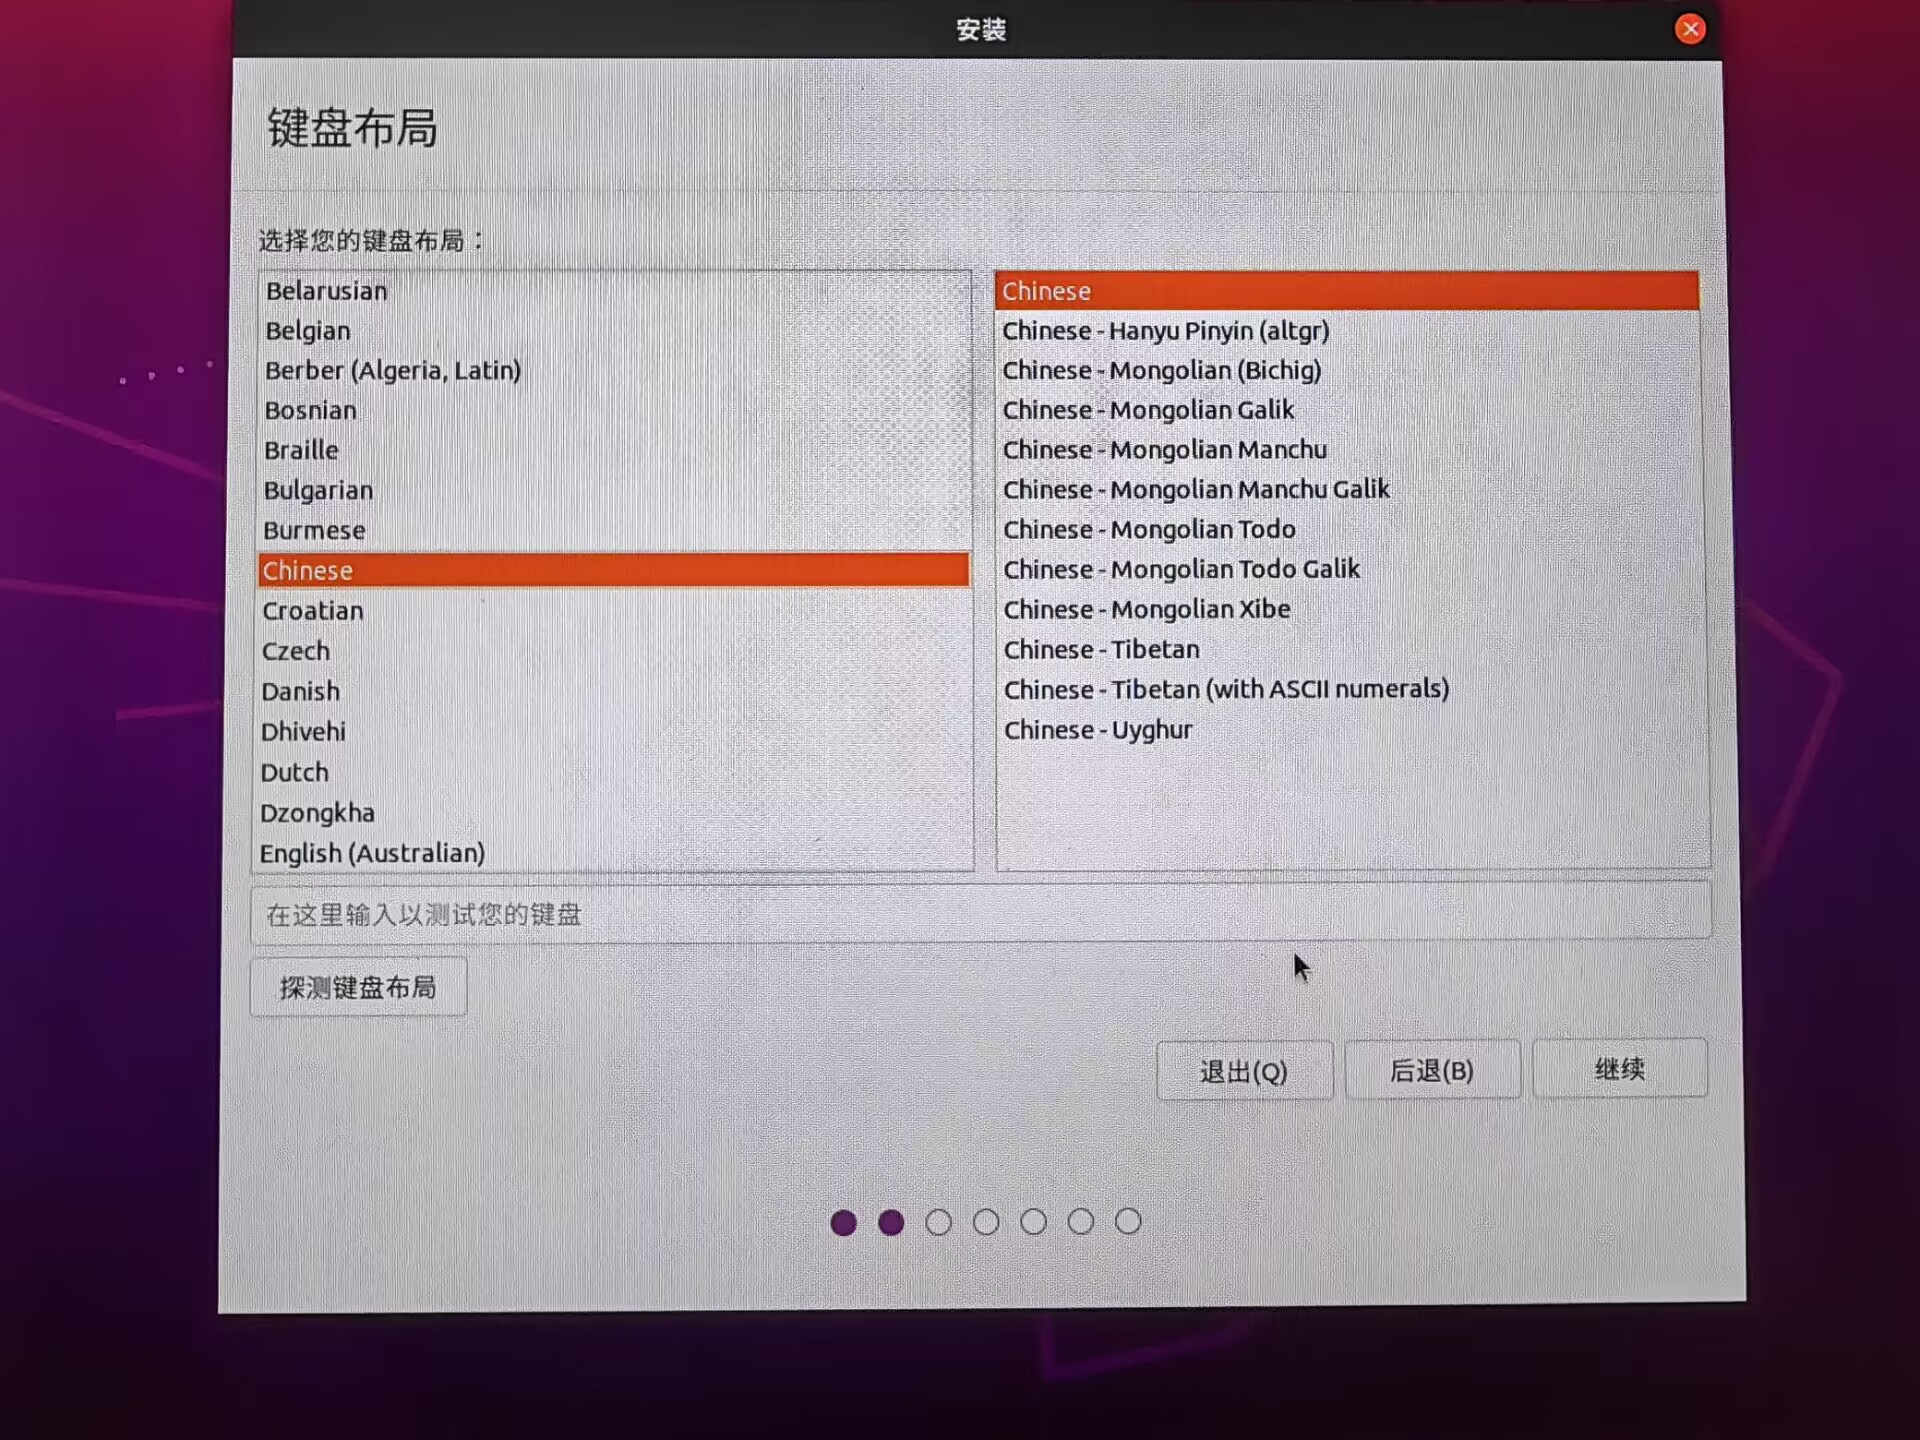 安装
键盘布局
选择您的键盘布局：
Belarusian
Belgian
Berber (Algeria, Latin)
Bosnian
Braille
Bulgarian
Burmese
Chinese
Croatian
Czech
Danish
Dhivehi
Dutch
Dzongkha
English (Australian)
Chinese
Chinese - Hanyu Pinyin (altgr)
Chinese - Mongolian (Bichig)
Chinese - Mongolian Galik
Chinese - Mongolian Manchu
Chinese - Mongolian Manchu Galik
Chinese - Mongolian Todo
Chinese - Mongolian Todo Galik
Chinese - Mongolian Xibe
Chinese - Tibetan
Chinese - Tibetan (with ASCII numerals)
Chinese - Uyghur
在这里输入以测试您的键盘
探测键盘布局
退出(Q)
后退(B)
继续